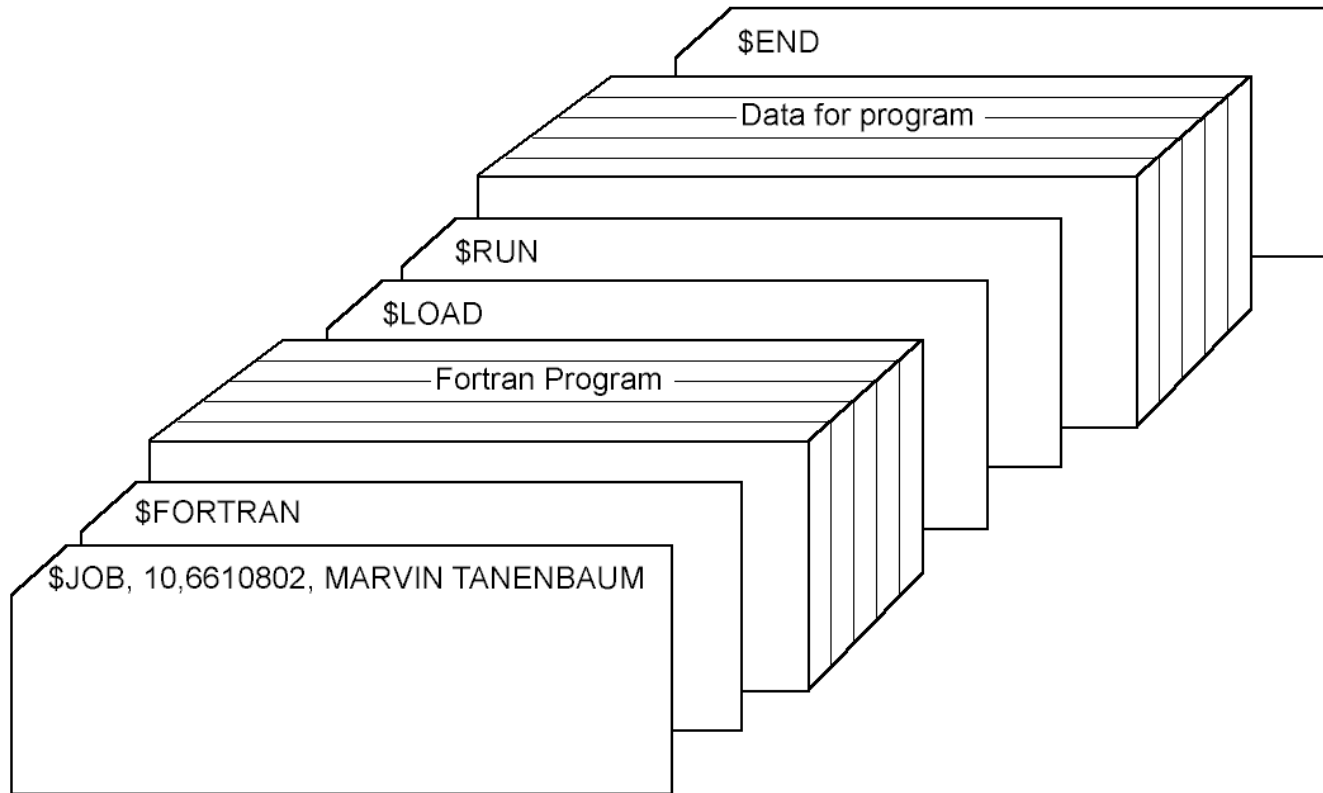 $END
Data for program
$RUN
$LOAD
Fortran Program
$FORTRAN
$JOB, 10,6610802, MARVIN TANENBAUM